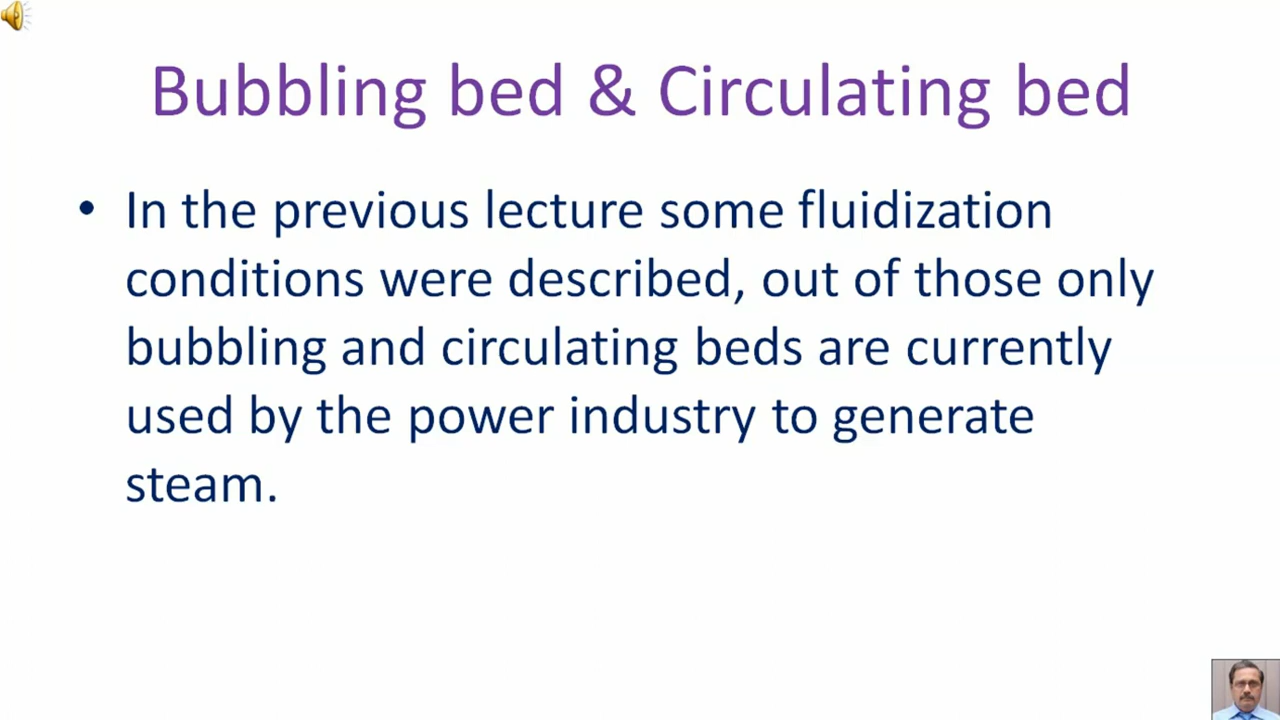 Bubbling bed & Circulating bed
• In the previous lecture some fluidization
conditions were described, out of those only
bubbling and circulating beds are currently
used by the power industry to generate
steam.